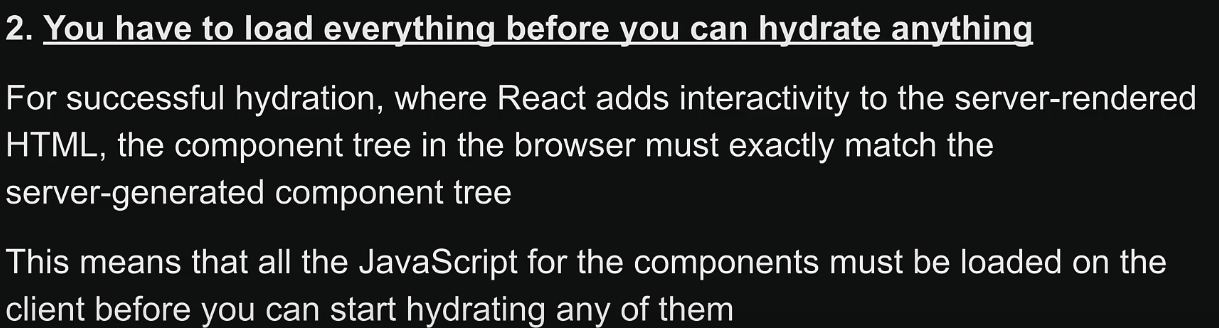 2. You have to load everything before you can hydrate anything
For successful hydration, where React adds interactivity to the server-rendered
HTML, the component tree in the browser must exactly match the
server-generated component tree
This means that all the JavaScript for the components must be loaded on the
client before you can start hydrating any of them